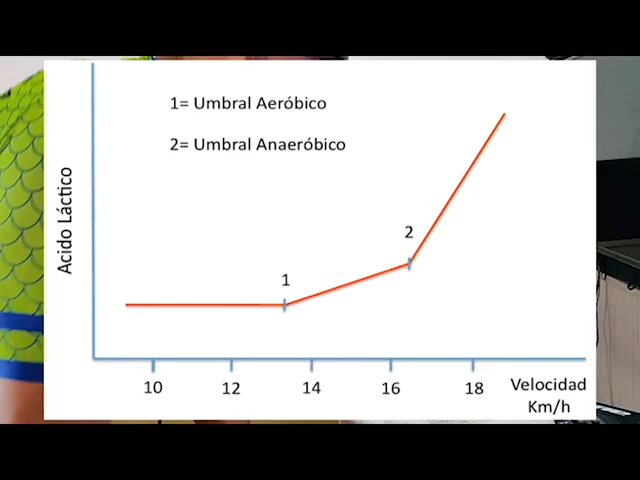 1= Umbral Aeróbico
2= Umbral Anaeróbico
Acido Láctico
2
1
10 12 14 16 18
Velocidad
Km/h